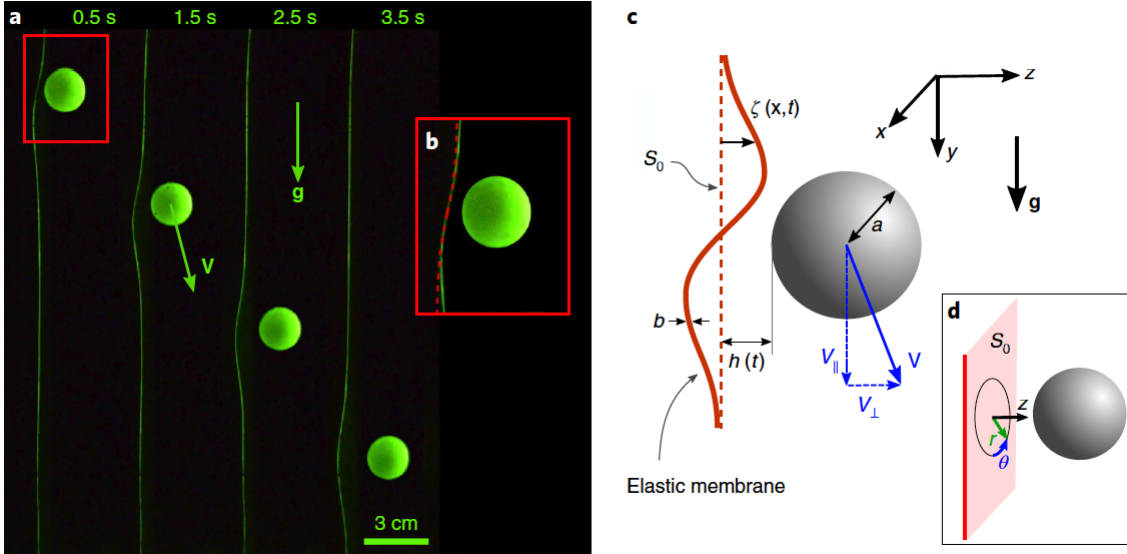 a
0.5 s 1.5 s 2.5 s 3.5 s
g
V
3 cm
b
c
ζ (x,t)
S₀
z
x
y
g
a
b
h (t)
V∥
V
V⊥
Elastic membrane
d
S₀
z
r
θ